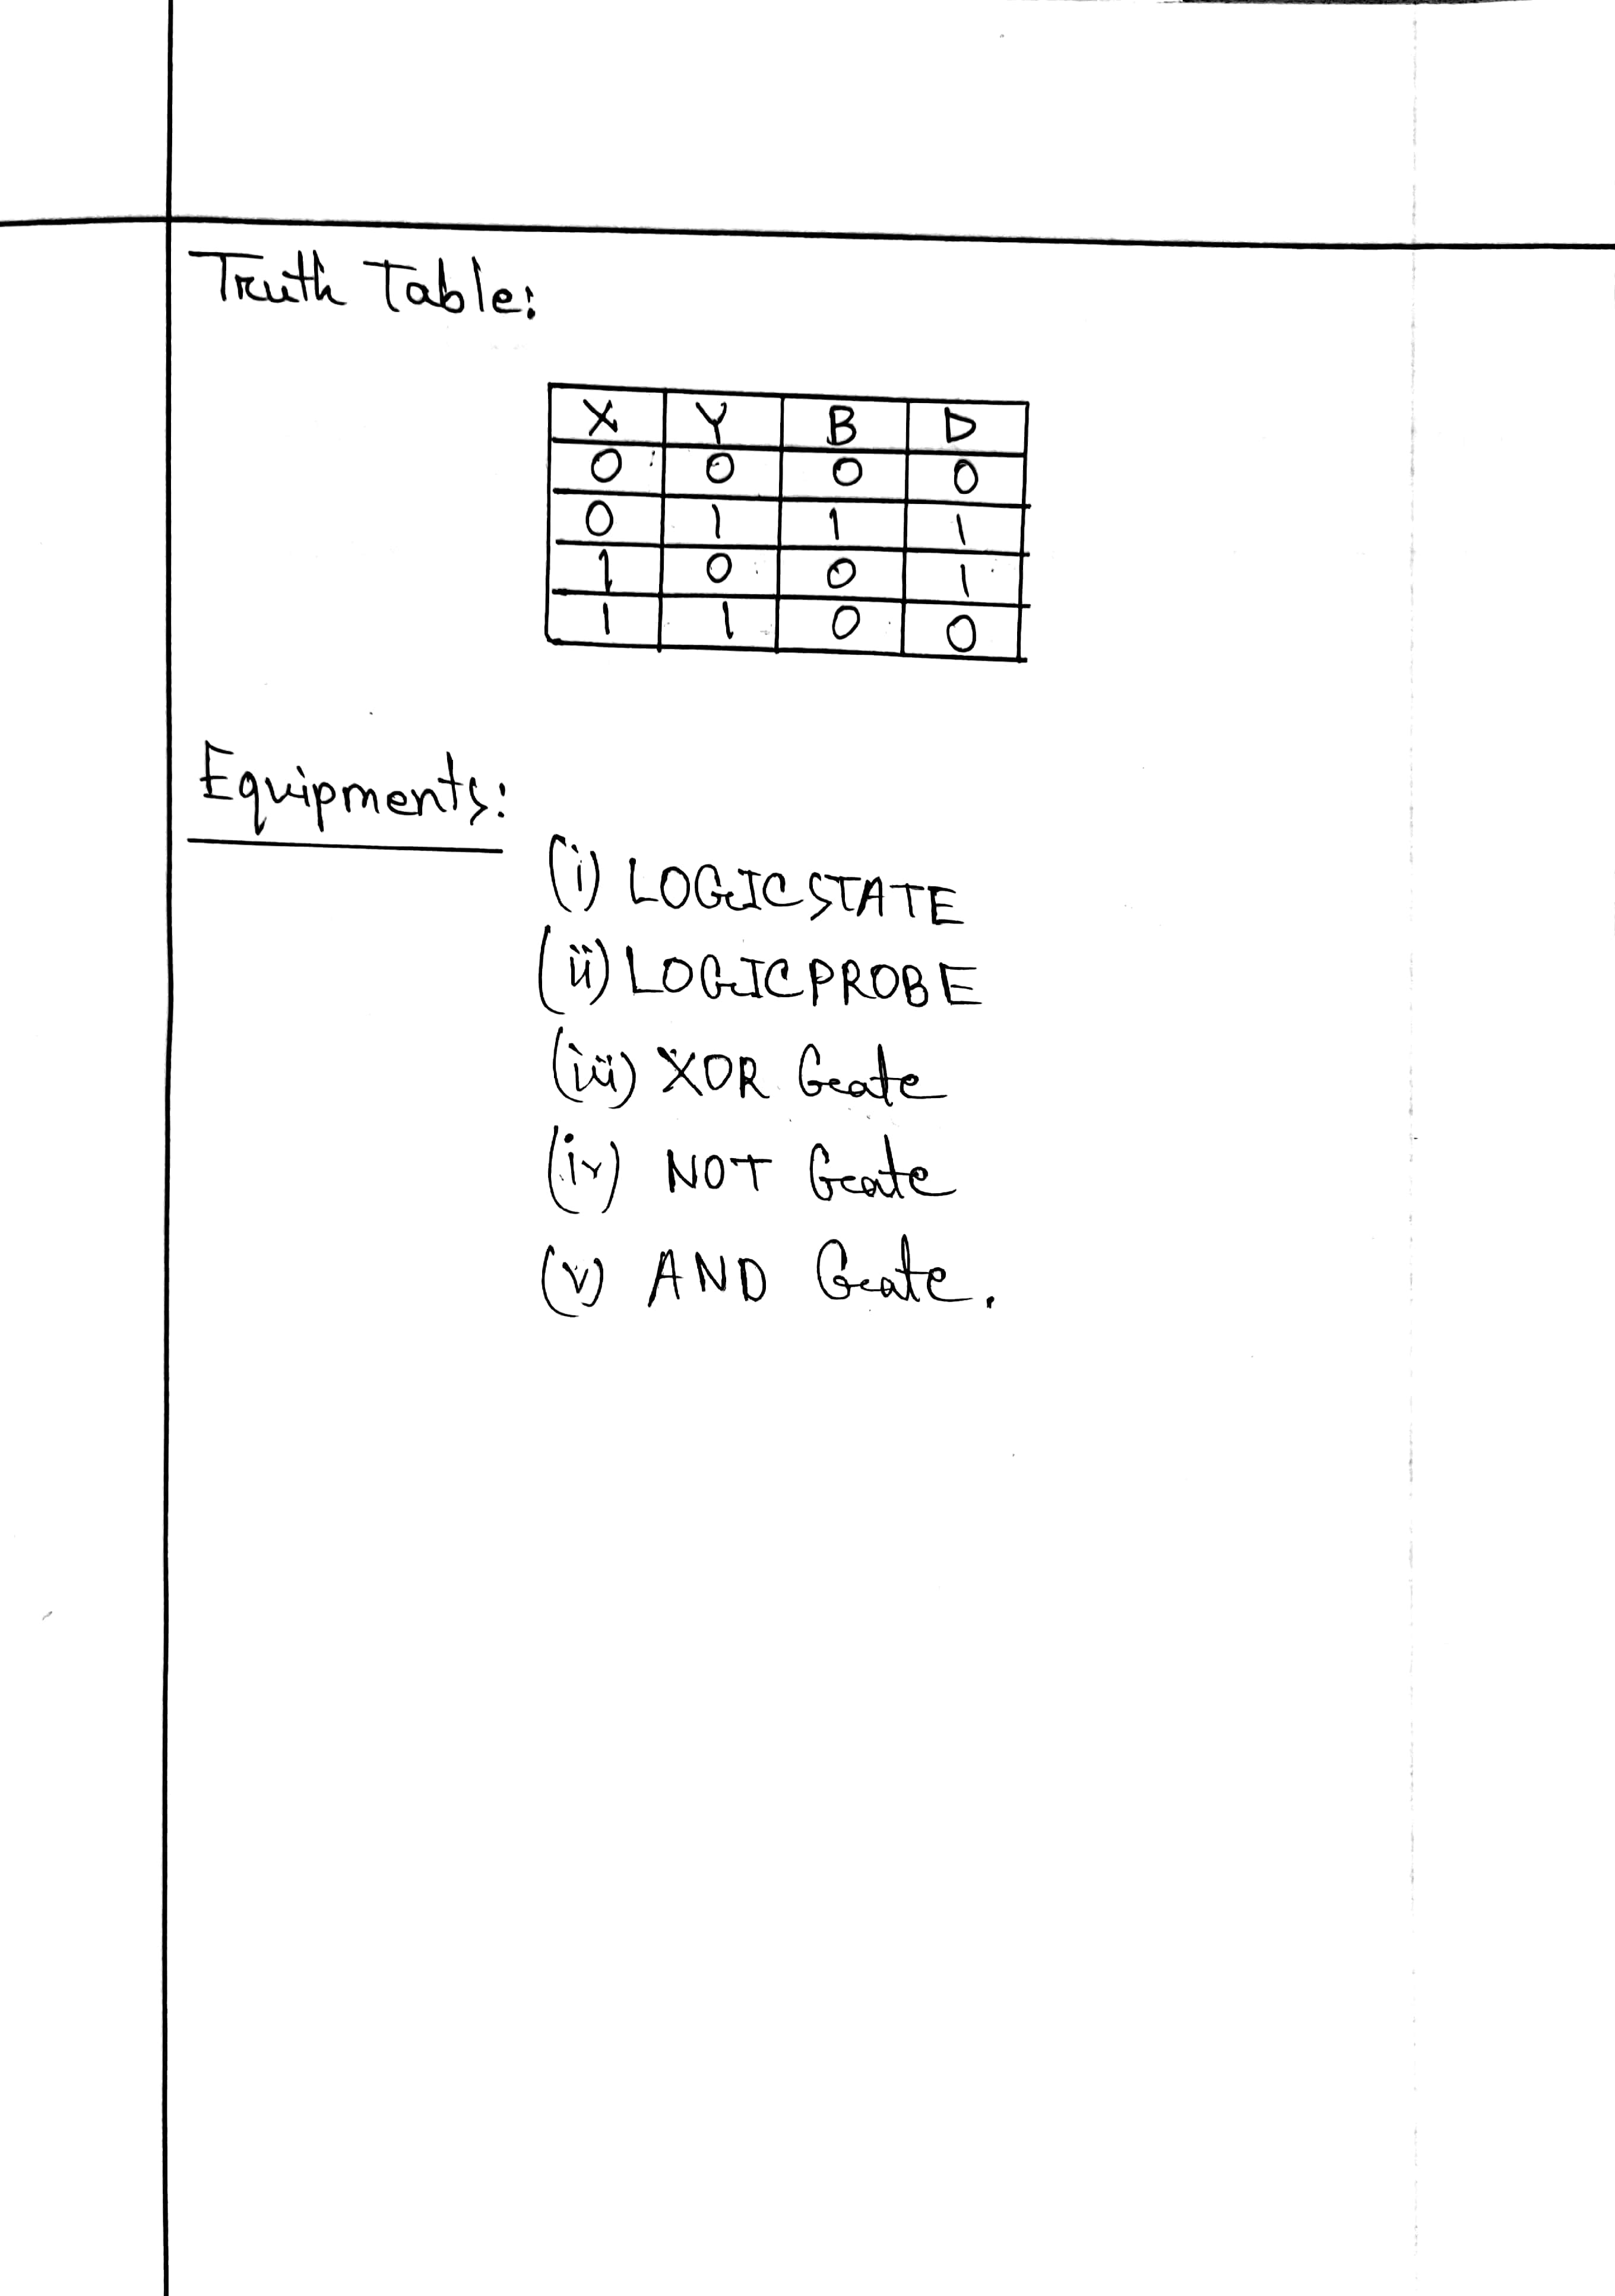 Truth Table:
X Y B D
0 0 0 0
0 1 1 1
1 0 0 1
1 1 0 0
Equipments:
(i) LOGICSTATE
(ii) LOGICPROBE
(iii) XOR Gate
(iv) NOT Gate
(v) AND Gate.